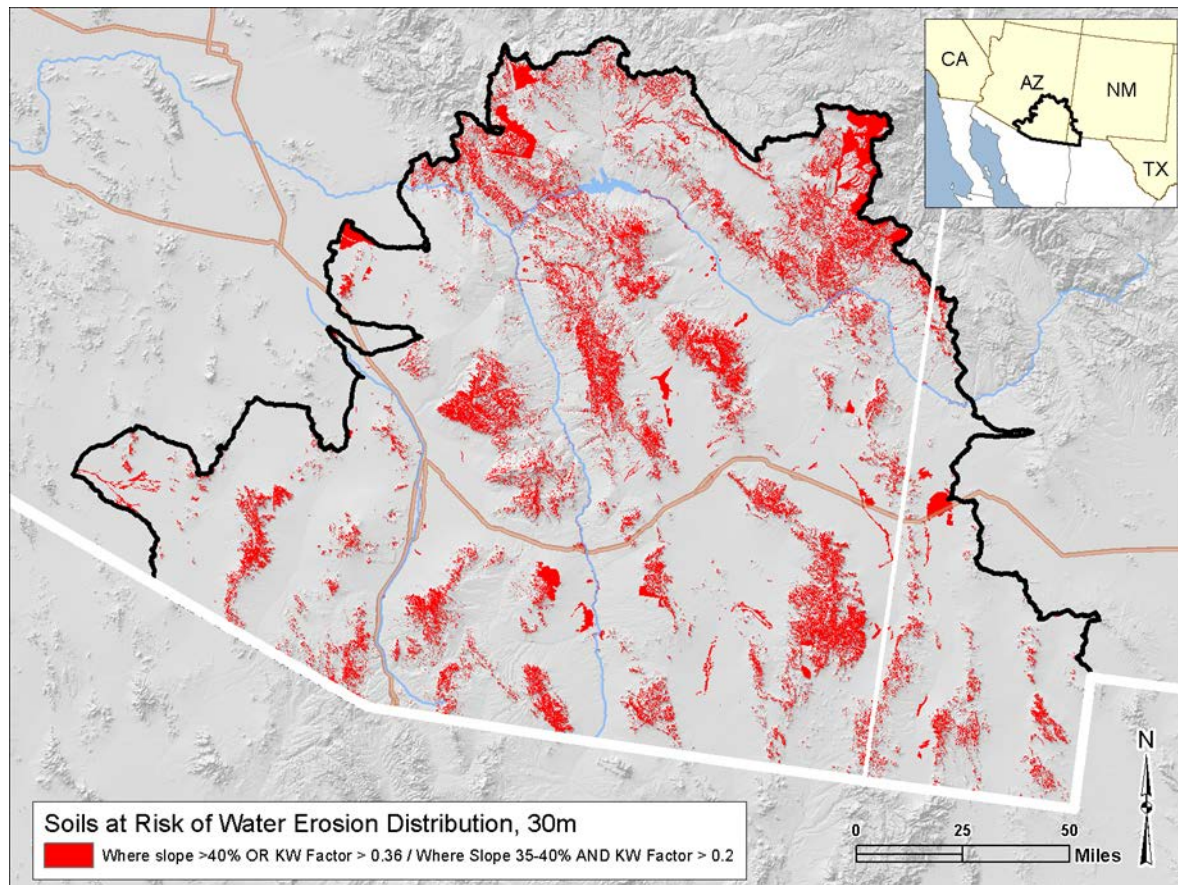 CA
AZ
NM
TX
N
Soils at Risk of Water Erosion Distribution, 30m
Where slope >40% OR KW Factor > 0.36 / Where Slope 35-40% AND KW Factor > 0.2
0 25 50
Miles